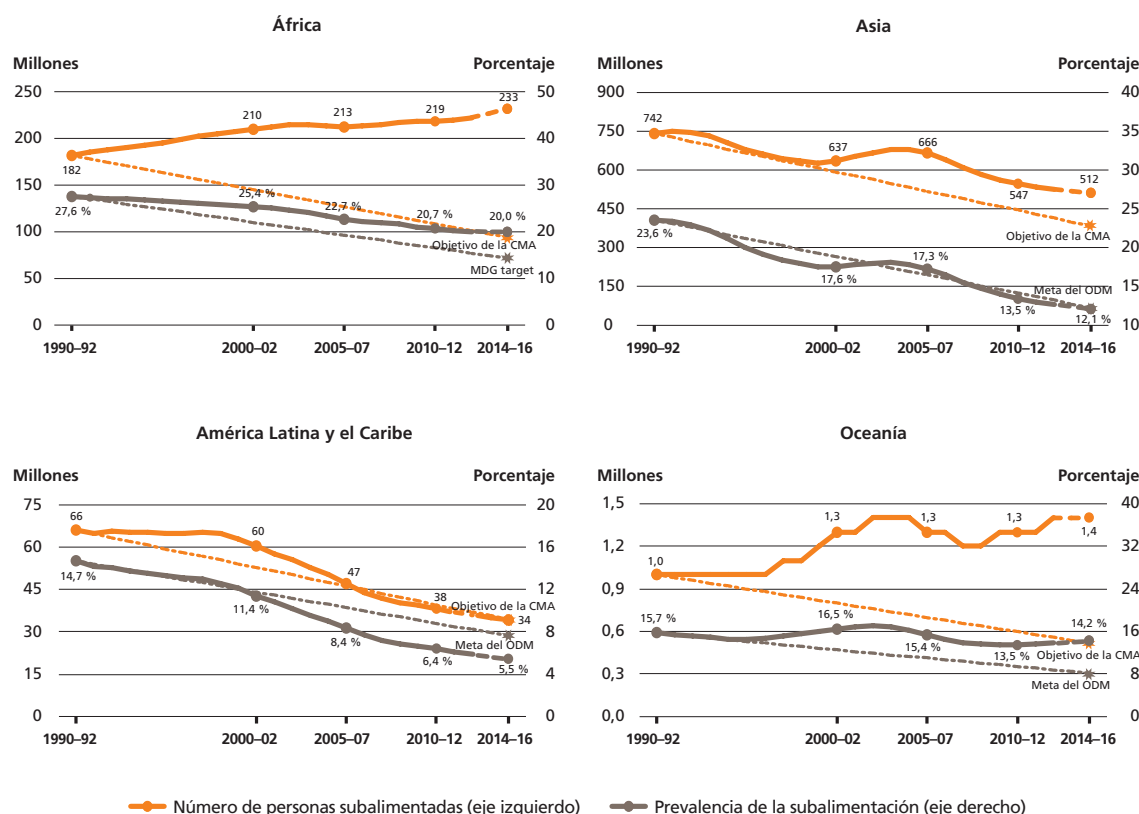 África
Millones Porcentaje
250 50
200 40
150 30
100 20
50 10
0 0
182 210 213 219 233
27,6 % 25,4 % 22,7 % 20,7 % 20,0 %
Objetivo de la CMA
MDG target
1990–92 2000–02 2005–07 2010–12 2014–16
Asia
Millones Porcentaje
900 40
750 35
600 30
450 25
300 20
150 15
0 10
742 637 666 547 512
Objetivo de la CMA
23,6 % 17,6 % 17,3 % 13,5 % 12,1 %
Meta del ODM
1990–92 2000–02 2005–07 2010–12 2014–16
América Latina y el Caribe
Millones Porcentaje
75 20
60 16
45 12
30 8
15 4
0 0
66 60 47 38 34
Objetivo de la CMA
14,7 % 11,4 % 8,4 % 6,4 % 5,5 %
Meta del ODM
1990–92 2000–02 2005–07 2010–12 2014–16
Oceanía
Millones Porcentaje
1,5 40
1,2 32
0,9 24
0,6 16
0,3 8
0,0 0
1,0 1,3 1,3 1,3 1,4
15,7 % 16,5 % 15,4 % 13,5 % 14,2 %
Objetivo de la CMA
Meta del ODM
1990–92 2000–02 2005–07 2010–12 2014–16
Número de personas subalimentadas (eje izquierdo) Prevalencia de la subalimentación (eje derecho)